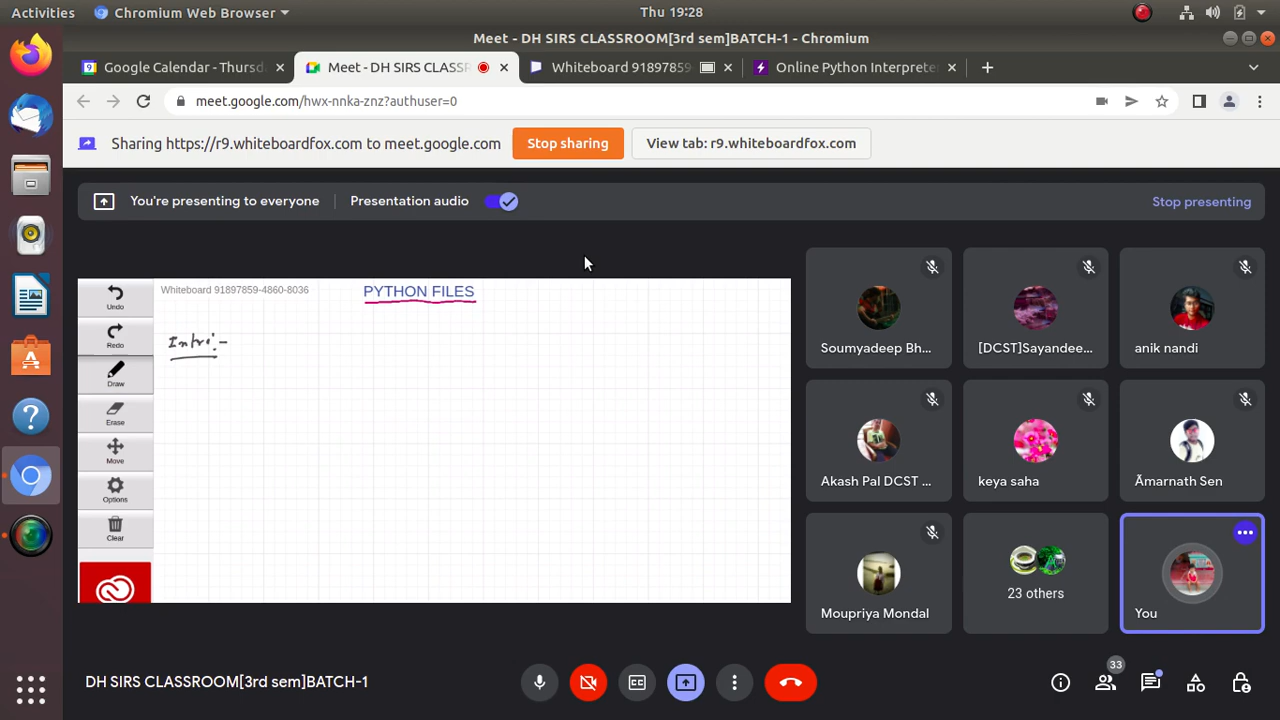 Activities Chromium Web Browser Thu 19:28
Meet - DH SIRS CLASSROOM[3rd sem]BATCH-1 - Chromium
Google Calendar - Thursd Meet - DH SIRS CLASSR Whiteboard 91897859 Online Python Interprete
meet.google.com/hwx-nnka-znz?authuser=0
Sharing https://r9.whiteboardfox.com to meet.google.com Stop sharing View tab: r9.whiteboardfox.com
You're presenting to everyone Presentation audio Stop presenting
Whiteboard 91897859-4860-8036 PYTHON FILES
Undo
Redo
Draw
Erase
Move
Options
Clear
Intri:-
Soumyadeep Bh... [DCST]Sayandee... anik nandi
Akash Pal DCST ... keya saha Āmarnath Sen
Moupriya Mondal 23 others You
DH SIRS CLASSROOM[3rd sem]BATCH-1 33